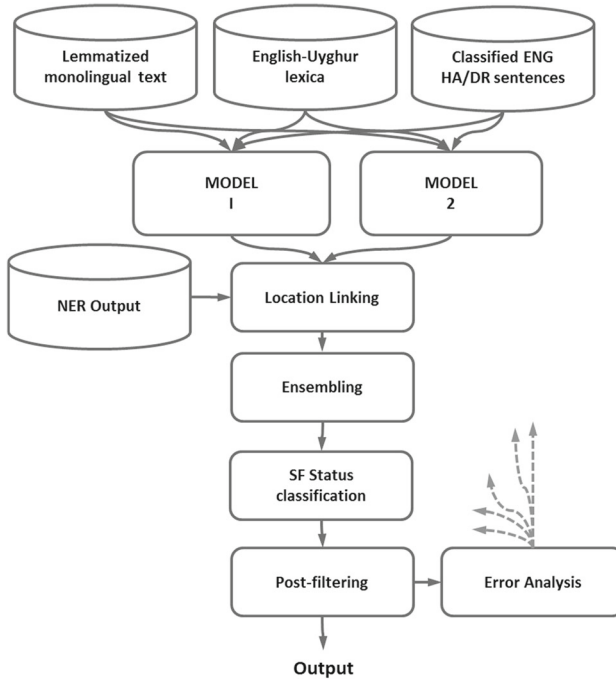 Lemmatized
monolingual text
English-Uyghur
lexica
Classified ENG
HA/DR sentences
MODEL
I
MODEL
2
NER Output
Location Linking
Ensembling
SF Status
classification
Post-filtering
Error Analysis
Output